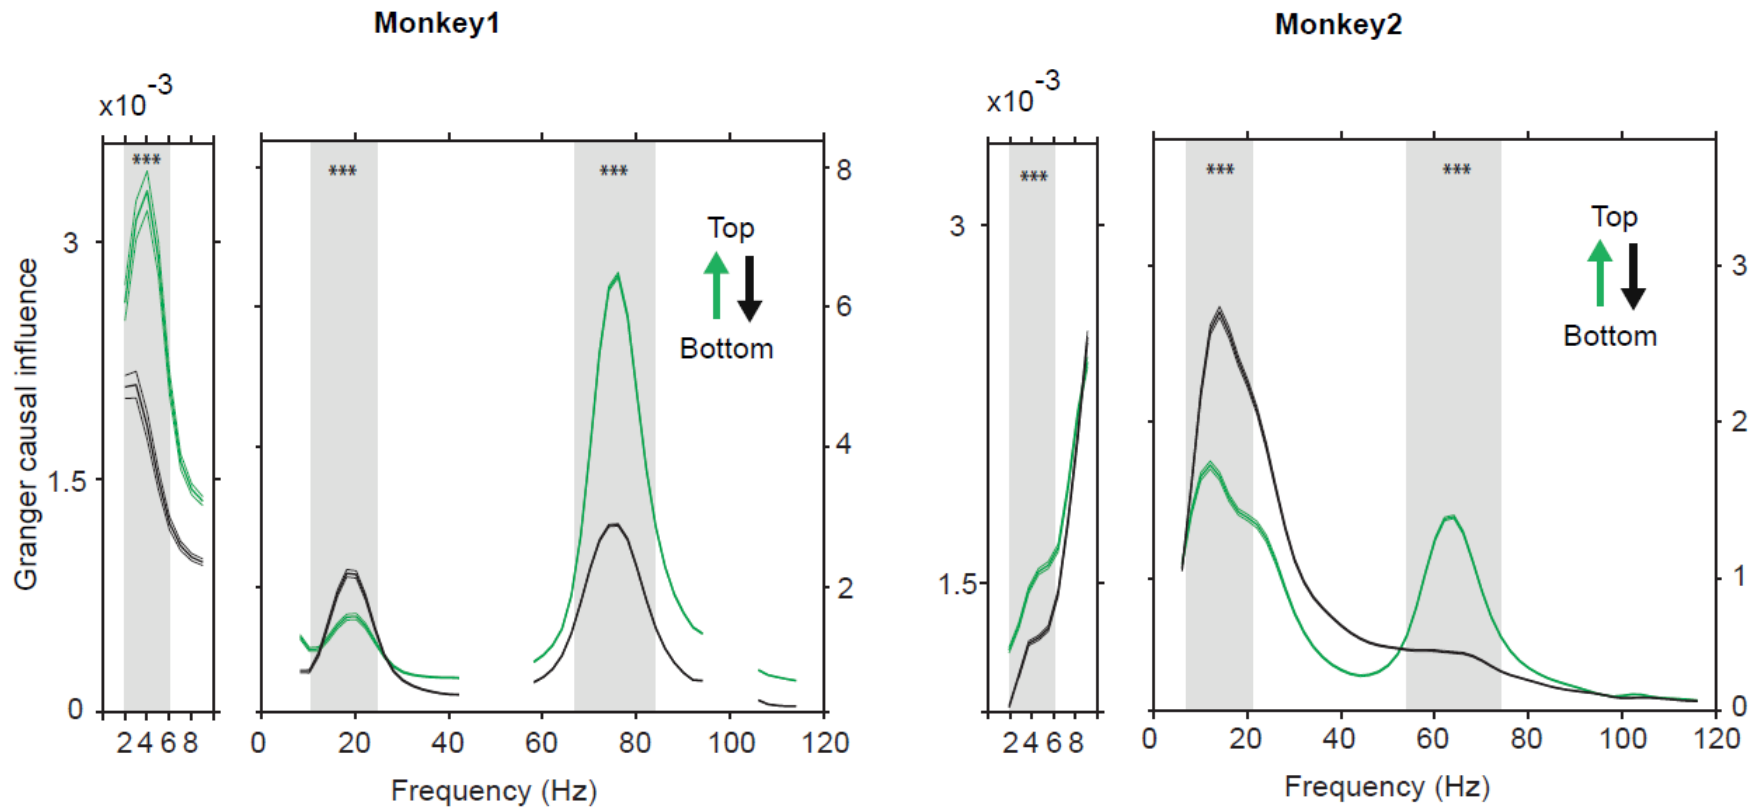 Monkey1
Monkey2
x10-3
x10-3
***
***
***
***
***
***
8
6
4
2
3
1.5
0
3
1.5
3
2
1
0
Top
Bottom
Top
Bottom
Granger causal influence
2 4 6 8
0 20 40 60 80 100 120
2 4 6 8
0 20 40 60 80 100 120
Frequency (Hz)
Frequency (Hz)